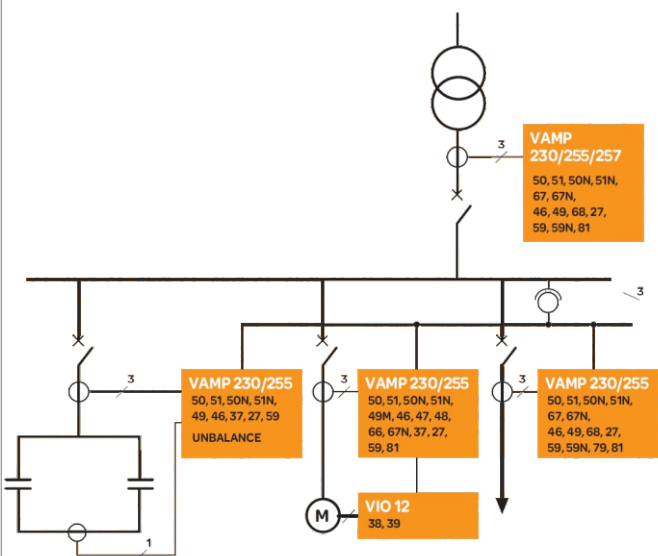 3
VAMP
230/255/257
50, 51, 50N, 51N,
67, 67N,
46, 49, 68, 27,
59, 59N, 81
3
3
VAMP 230/255
50, 51, 50N, 51N,
49, 46, 37, 27, 59
UNBALANCE
3
VAMP 230/255
50, 51, 50N, 51N,
49M, 46, 47, 48,
66, 67N, 37, 27,
59, 81
3
VAMP 230/255
50, 51, 50N, 51N,
67, 67N,
46, 49, 68, 27,
59, 59N, 79, 81
M
VIO 12
38, 39
1